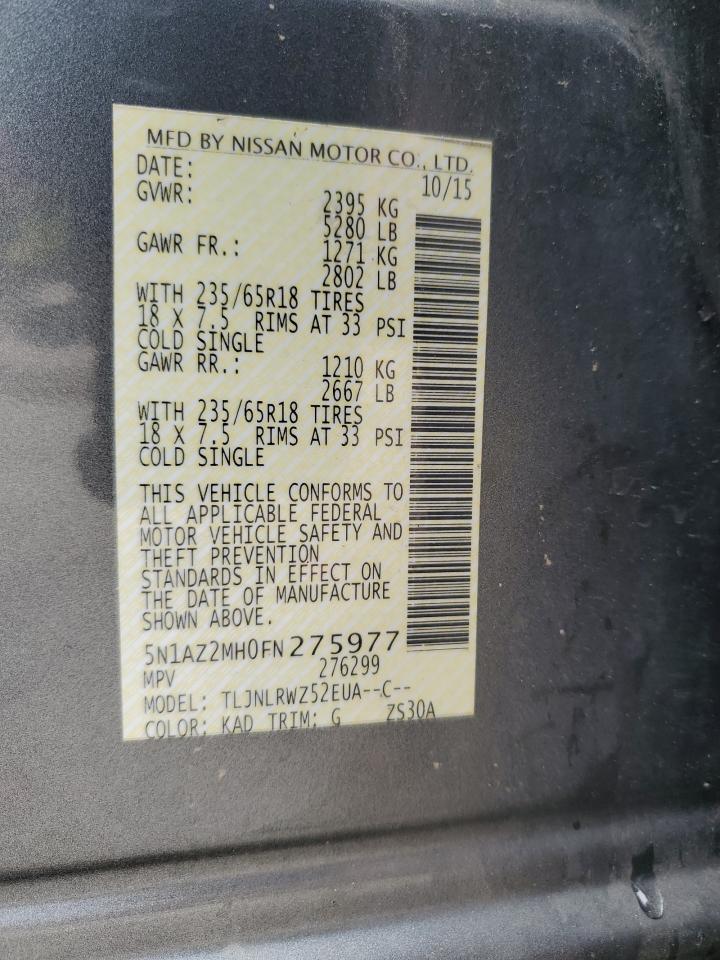 MFD BY NISSAN MOTOR CO., LTD.
DATE: 10/15
GVWR: 2395 KG
5280 LB
GAWR FR.: 1271 KG
2802 LB
WITH 235/65R18 TIRES
18 X 7.5 RIMS AT 33 PSI
COLD SINGLE
GAWR RR.: 1210 KG
2667 LB
WITH 235/65R18 TIRES
18 X 7.5 RIMS AT 33 PSI
COLD SINGLE
THIS VEHICLE CONFORMS TO
ALL APPLICABLE FEDERAL
MOTOR VEHICLE SAFETY AND
THEFT PREVENTION
STANDARDS IN EFFECT ON
THE DATE OF MANUFACTURE
SHOWN ABOVE.
5N1AZ2MH0FN275977
MPV 276299
MODEL: TLJNLRWZ52EUA--C--
COLOR: KAD TRIM: G ZS30A